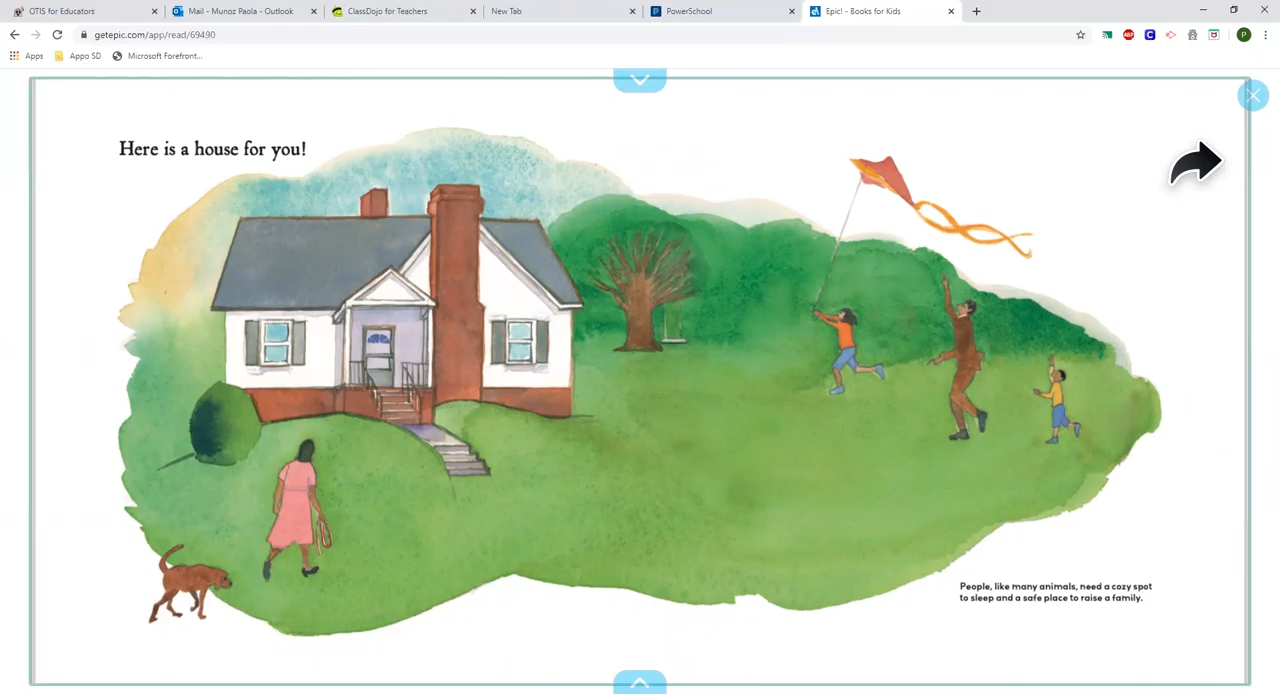 OTIS for Educators
Mail - Munoz Paola - Outlook
ClassDojo for Teachers
New Tab
PowerSchool
Epic! - Books for Kids
getepic.com/app/read/69490
Apps
Appo SD
Microsoft Forefront...
Here is a house for you!
People, like many animals, need a cozy spot
to sleep and a safe place to raise a family.